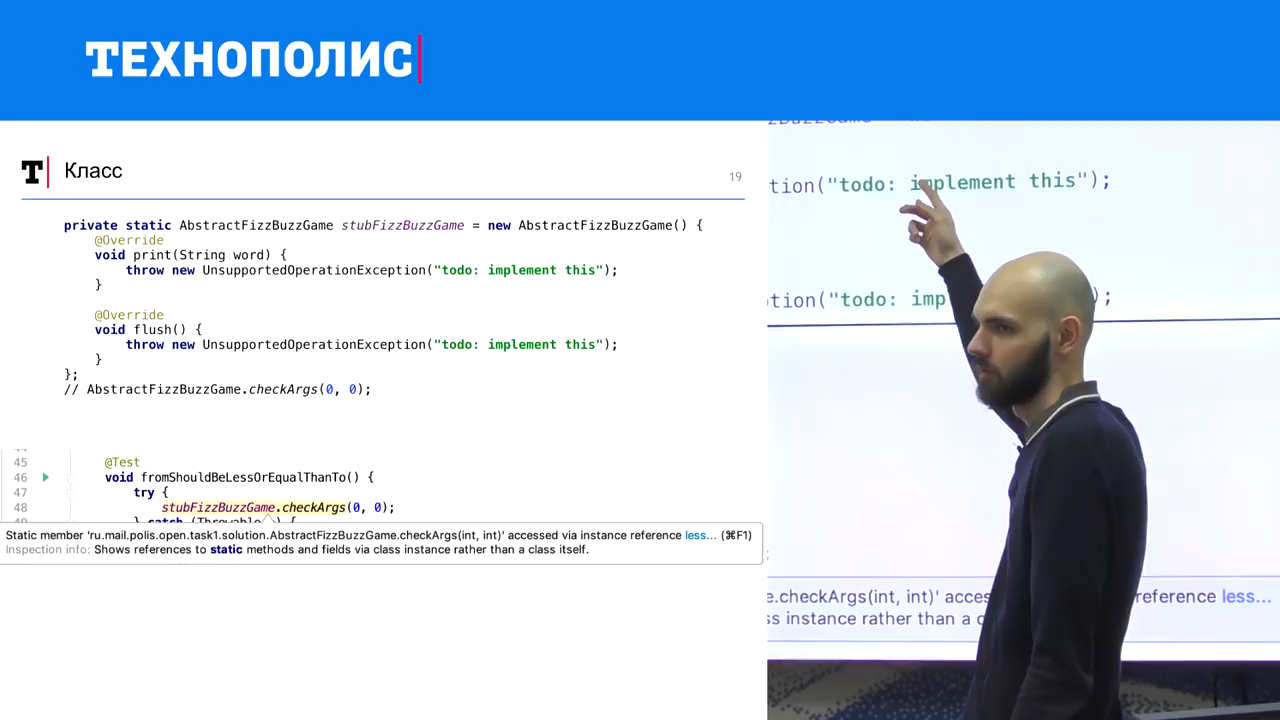 ТЕХНОПОЛИС
T
Класс
19
private static AbstractFizzBuzzGame stubFizzBuzzGame = new AbstractFizzBuzzGame() {
@Override
void print(String word) {
throw new UnsupportedOperationException("todo: implement this");
}
@Override
void flush() {
throw new UnsupportedOperationException("todo: implement this");
}
};
// AbstractFizzBuzzGame.checkArgs(0, 0);
45 @Test
46 void fromShouldBeLessOrEqualThanTo() {
47 try {
48 stubFizzBuzzGame.checkArgs(0, 0);
} catch (Throwable
Static member 'ru.mail.polis.open.task1.solution.AbstractFizzBuzzGame.checkArgs(int, int)' accessed via instance reference less... (⌘F1)
Inspection info: Shows references to static methods and fields via class instance rather than a class itself.
tion("todo: implement this");
tion("todo: imp );
e.checkArgs(int, int)' acces reference less...
ss instance rather than a c